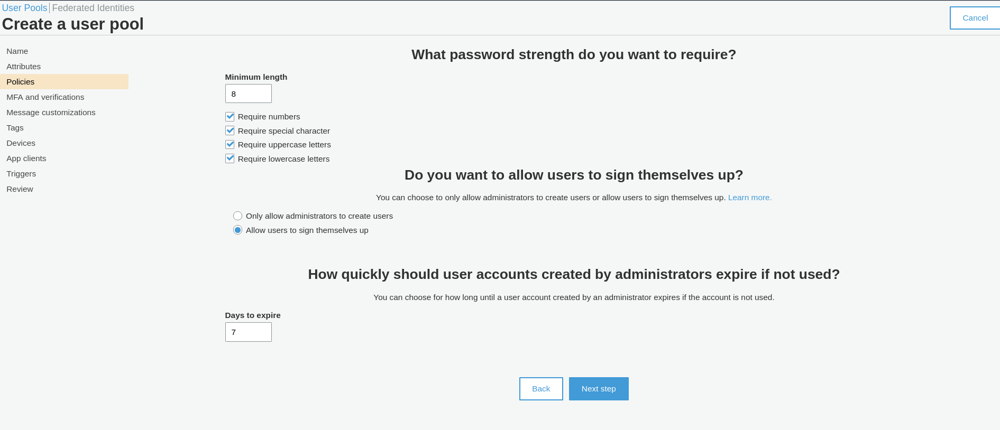 User Pools Federated Identities
Create a user pool
Cancel
Name
Attributes
Policies
MFA and verifications
Message customizations
Tags
Devices
App clients
Triggers
Review
What password strength do you want to require?
Minimum length
8
Require numbers
Require special character
Require uppercase letters
Require lowercase letters
Do you want to allow users to sign themselves up?
You can choose to only allow administrators to create users or allow users to sign themselves up. Learn more.
Only allow administrators to create users
Allow users to sign themselves up
How quickly should user accounts created by administrators expire if not used?
You can choose for how long until a user account created by an administrator expires if the account is not used.
Days to expire
7
Back Next step